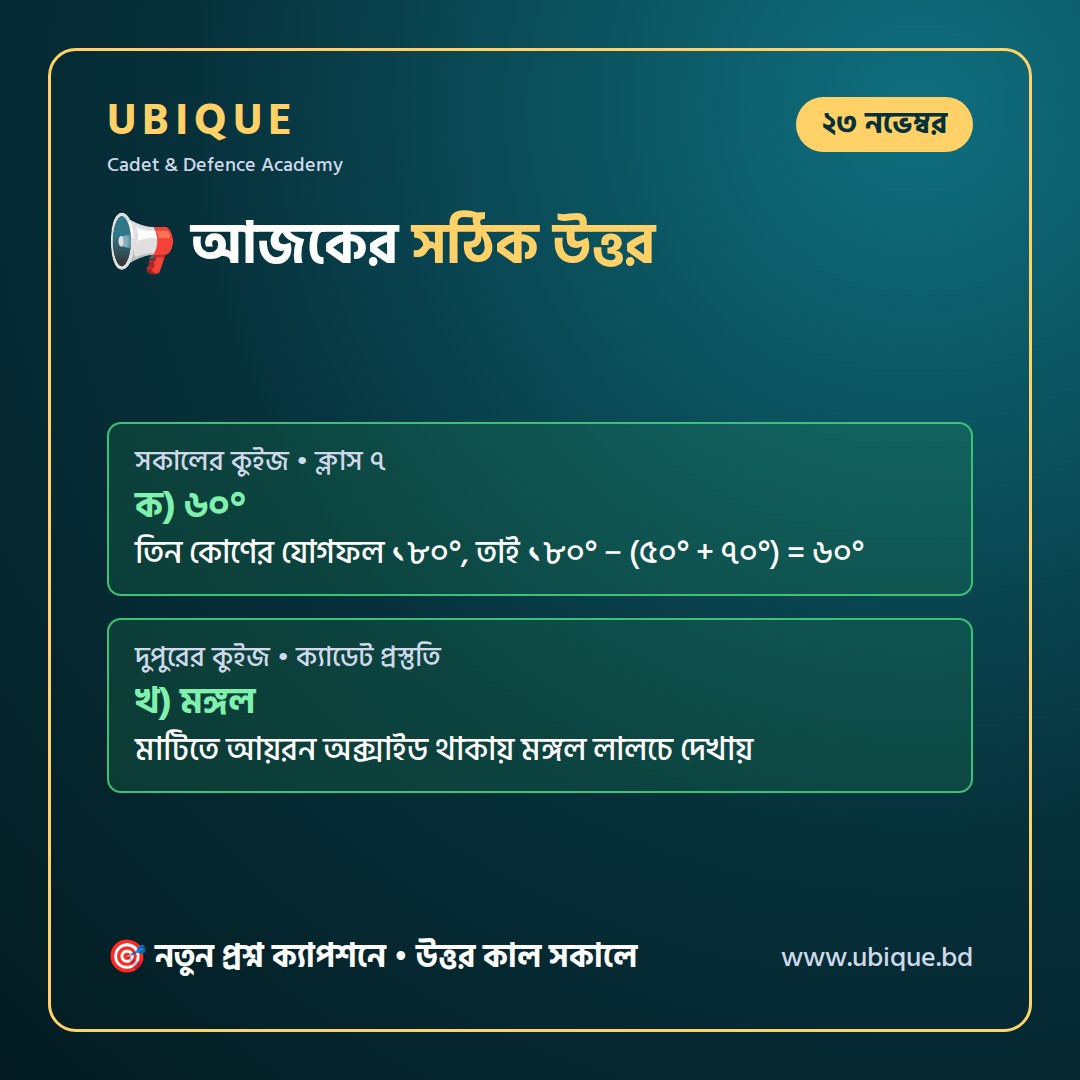 UBIQUE
Cadet & Defence Academy
২৩ নভেম্বর
📢 আজকের সঠিক উত্তর
সকালের কুইজ • ক্লাস ৭
ক) ৬০°
তিন কোণের যোগফল ১৮০°, তাই ১৮০° − (৫০° + ৭০°) = ৬০°
দুপুরের কুইজ • ক্যাডেট প্রস্তুতি
খ) মঙ্গল
মাটিতে আয়রন অক্সাইড থাকায় মঙ্গল লালচে দেখায়
🎯 নতুন প্রশ্ন ক্যাপশনে • উত্তর কাল সকালে
www.ubique.bd